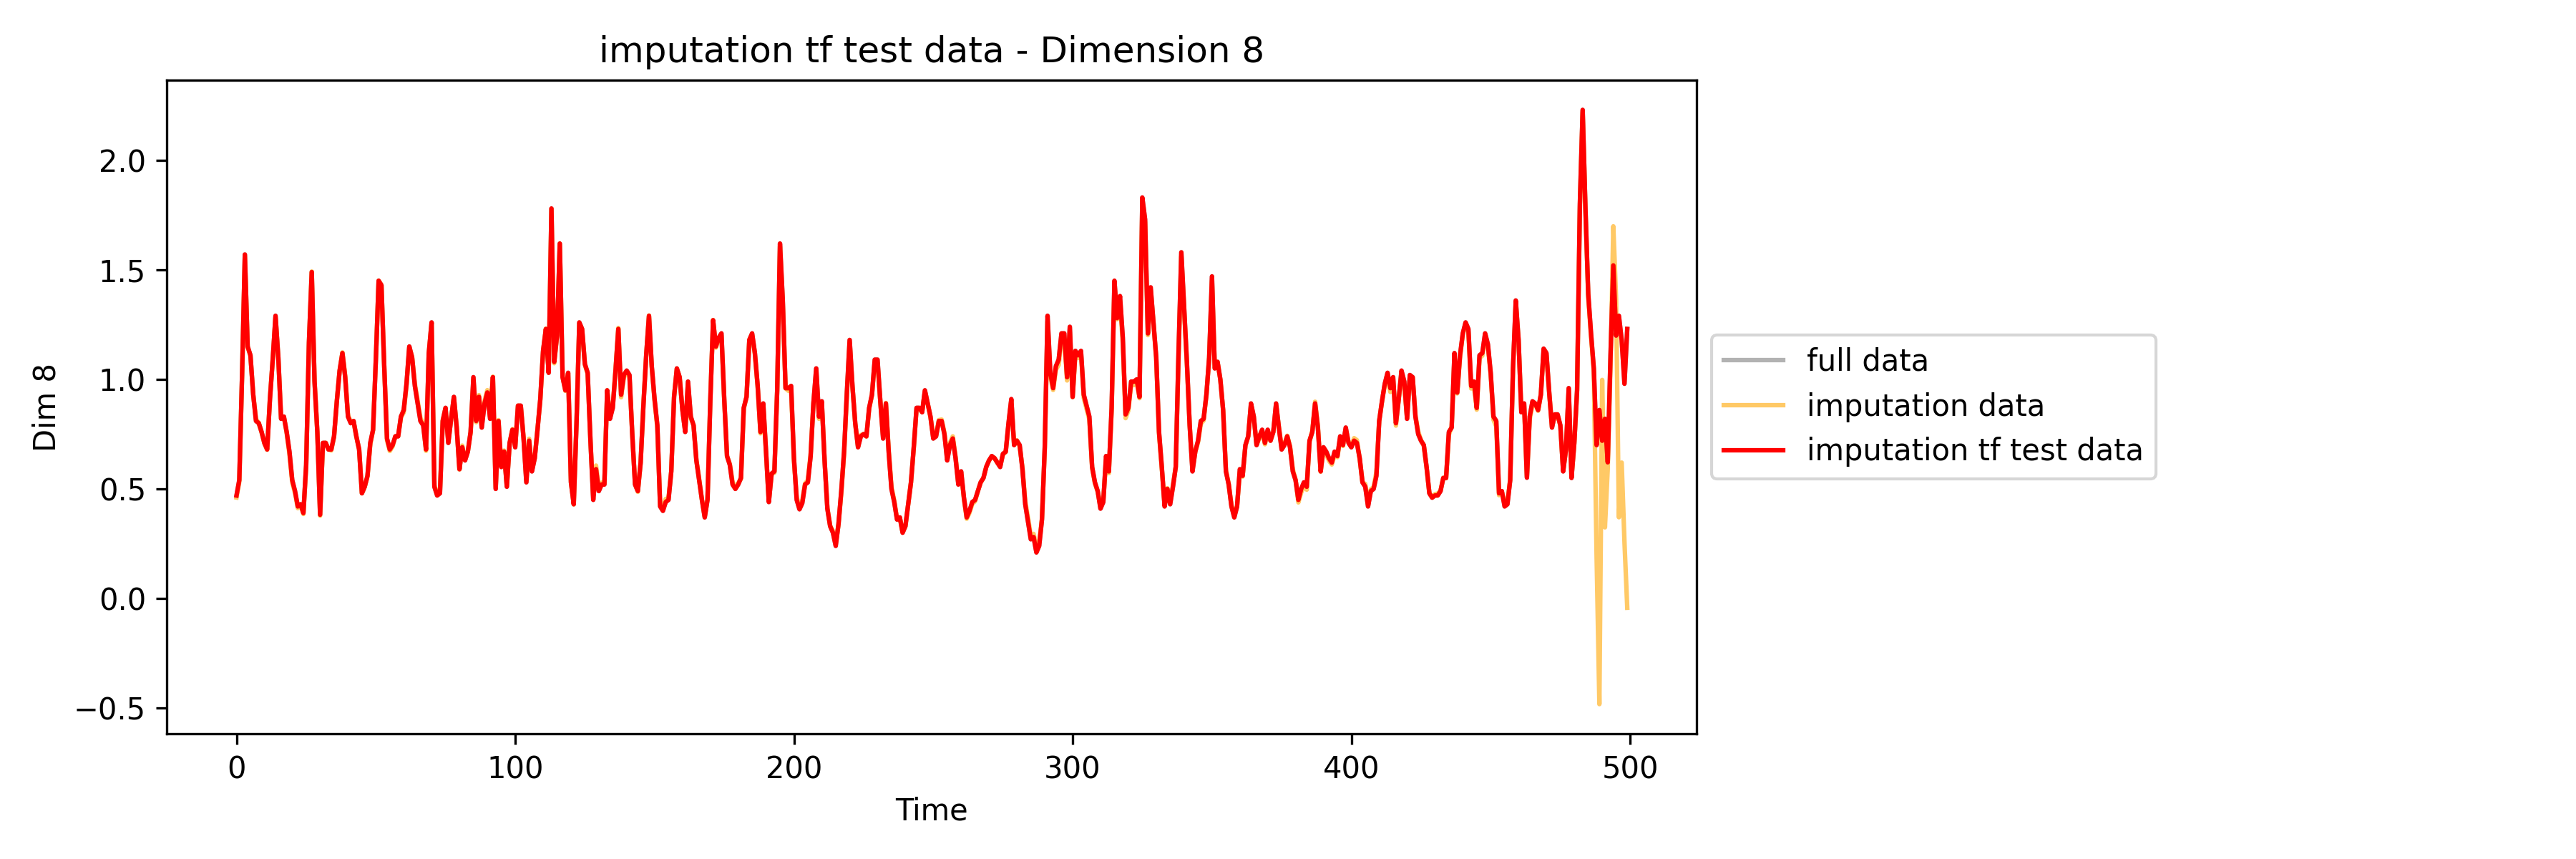 imputation tf test data - Dimension 8
Dim 8
2.0
1.5
1.0
0.5
0.0
−0.5
0
100
200
300
400
500
Time
full data
imputation data
imputation tf test data